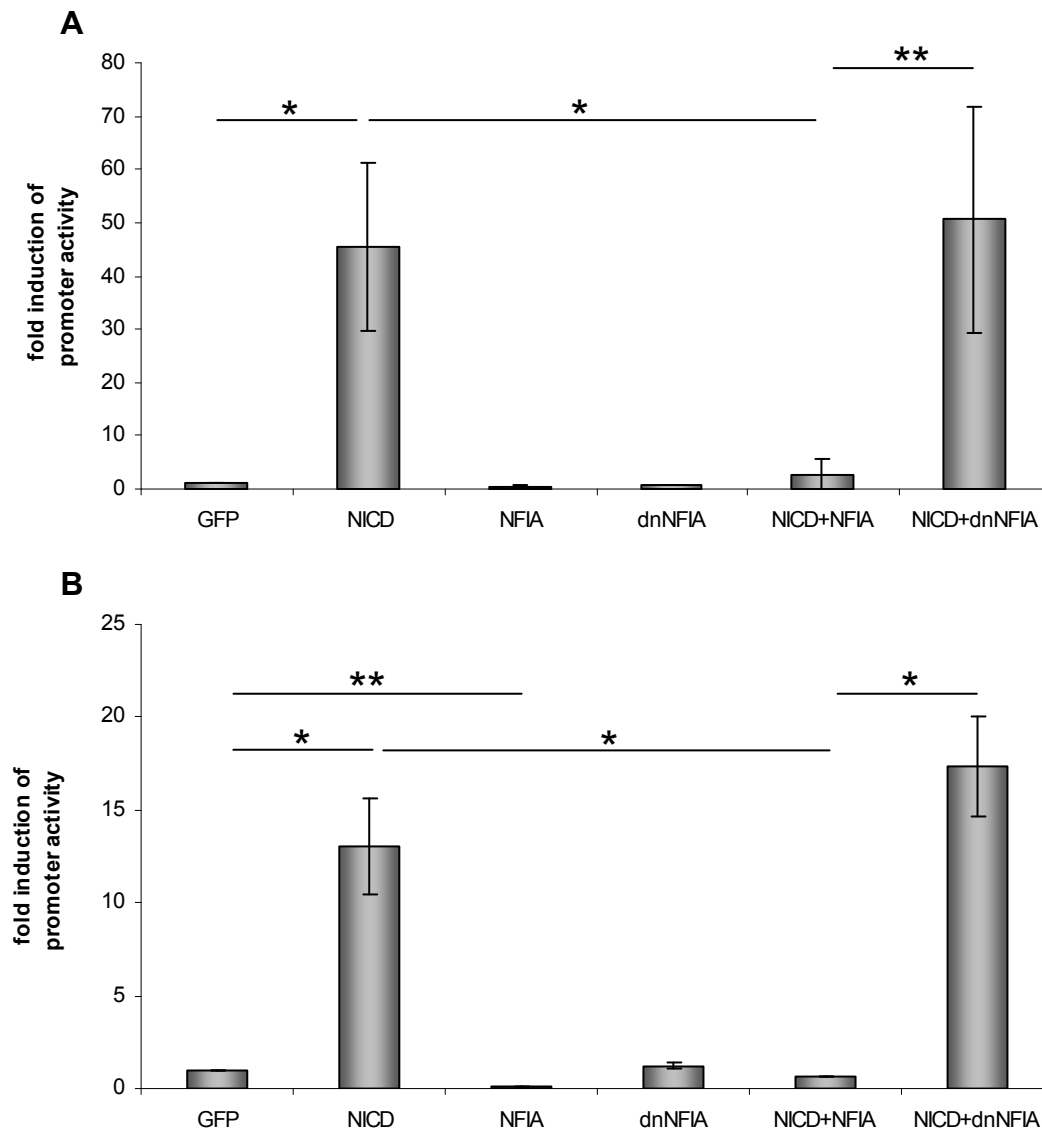 A
80
70
60
50
40
30
20
10
0
fold induction of
promoter activity
*
*
**
GFP NICD NFIA dnNFIA NICD+NFIA NICD+dnNFIA
B
25
20
15
10
5
0
fold induction of
promoter activity
**
*
*
*
GFP NICD NFIA dnNFIA NICD+NFIA NICD+dnNFIA